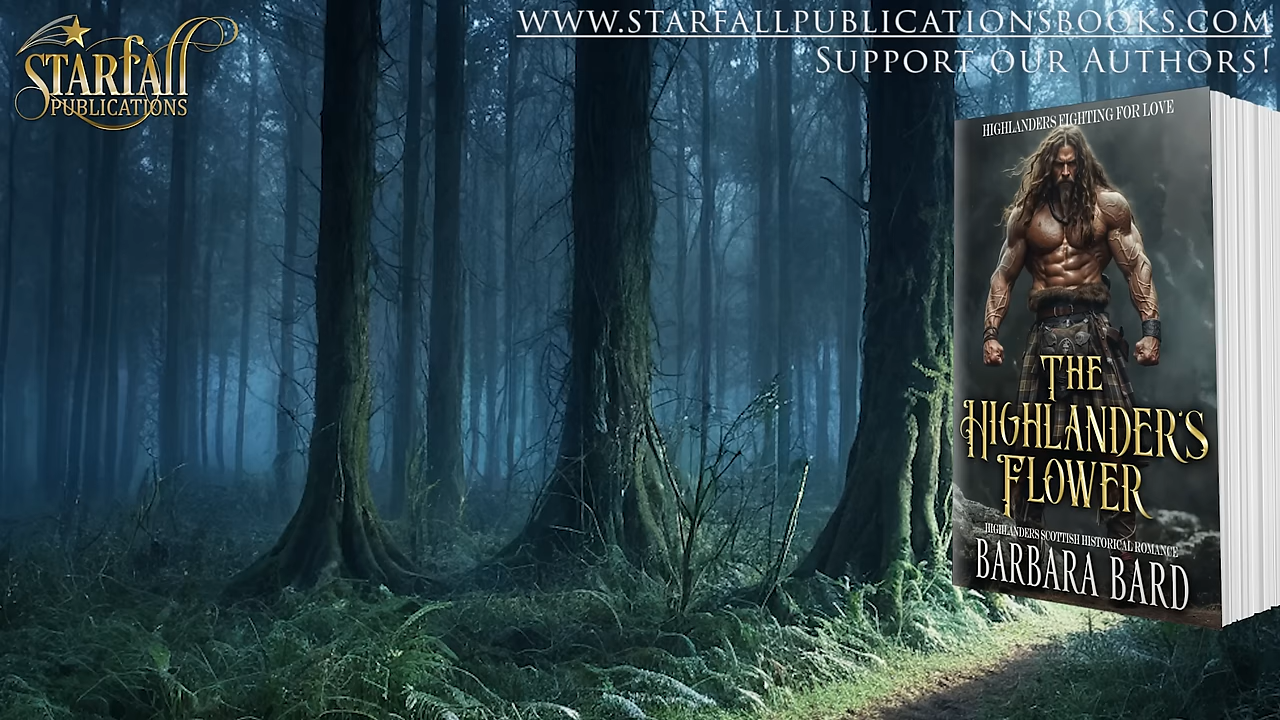 STARfall
PUBLICATIONS
WWW.STARFALLPUBLICATIONSBOOKS.COM
SUPPORT OUR AUTHORS!
HIGHLANDERS FIGHTING FOR LOVE
THE
HIGHLANDER'S
FLOWER
HIGHLANDERS SCOTTISH HISTORICAL ROMANCE
BARBARA BARD